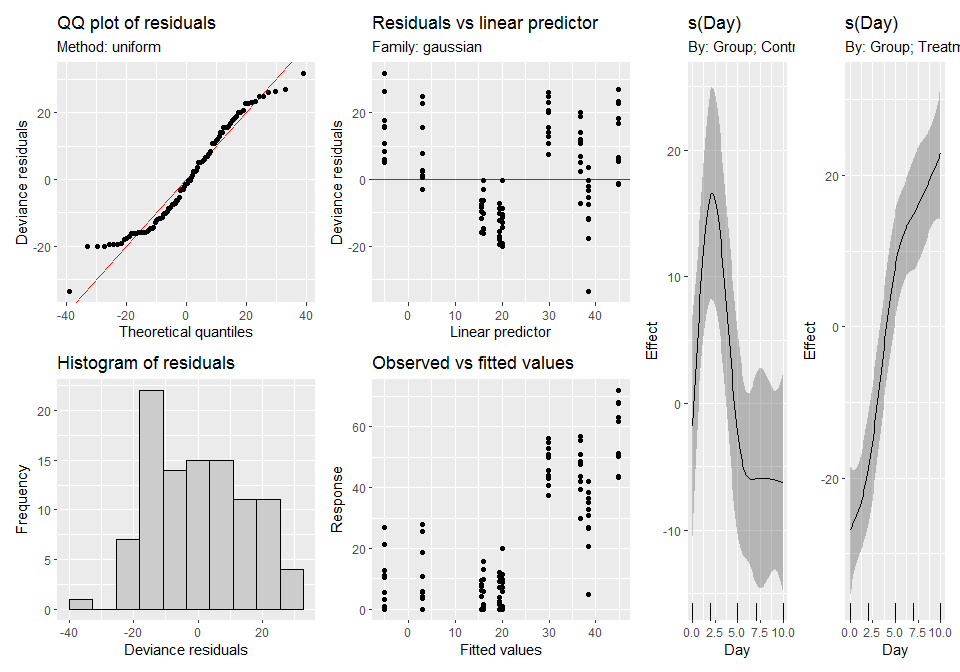 QQ plot of residuals
Method: uniform
Deviance residuals
20
0
-20
-40
-20
0
20
40
Theoretical quantiles
Residuals vs linear predictor
Family: gaussian
Deviance residuals
20
0
-20
0
10
20
30
40
Linear predictor
Histogram of residuals
Frequency
20
15
10
5
0
-40
-20
0
20
Deviance residuals
Observed vs fitted values
Response
60
40
20
0
0
10
20
30
40
Fitted values
s(Day)
By: Group; Contr
Effect
20
10
0
-10
0.0 2.5 5.0 7.5 10.0
Day
s(Day)
By: Group; Treatm
Effect
20
0
-20
0.0 2.5 5.0 7.5 10.0
Day